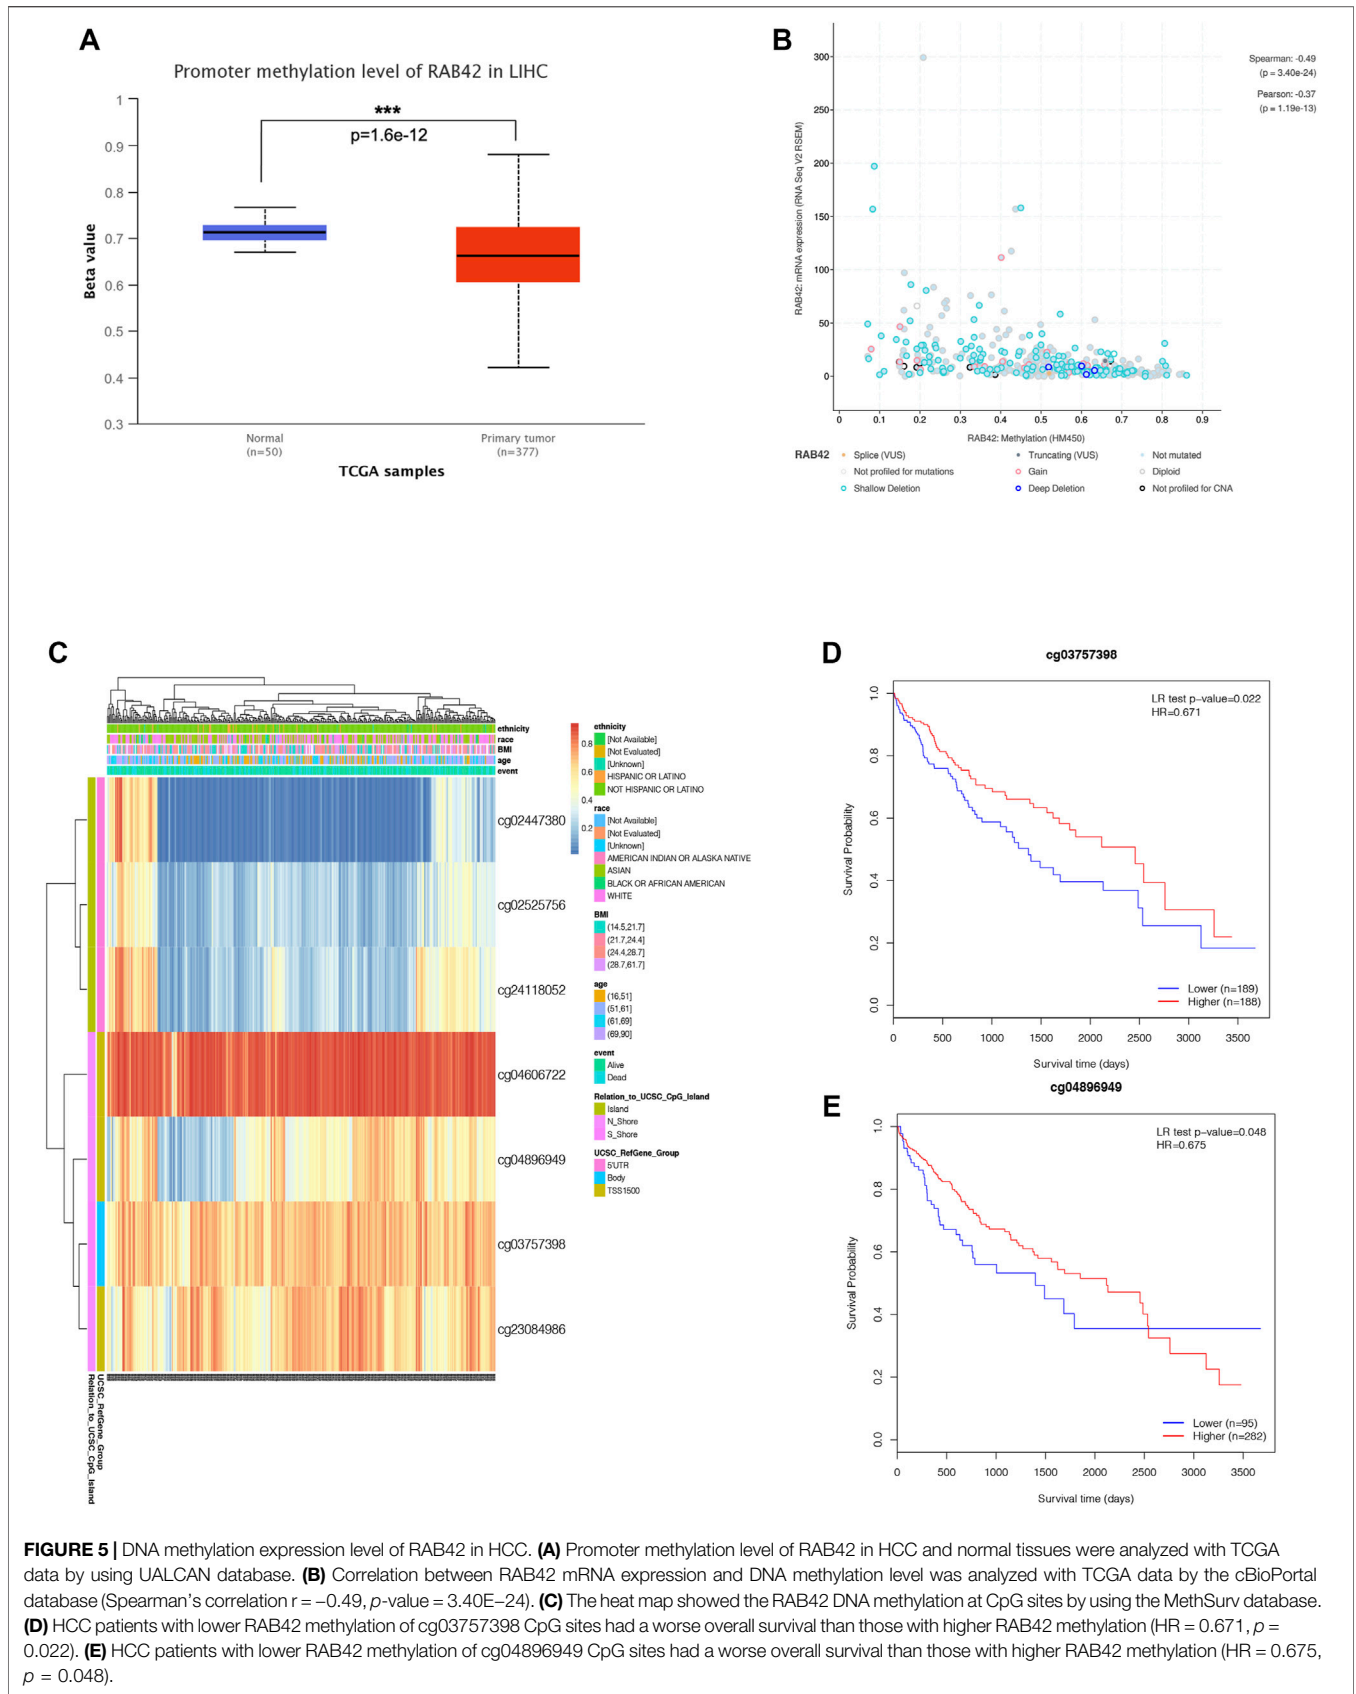 A
Promoter methylation level of RAB42 in LIHC
***
p=1.6e-12
1
0.9
0.8
0.7
0.6
0.5
0.4
0.3
Beta value
Normal
(n=50)
Primary tumor
(n=377)
TCGA samples
B
Spearman: -0.49
(p = 3.40e-24)
Pearson: -0.37
(p = 1.19e-13)
300
250
200
150
100
50
0
RAB42: mRNA expression (RNA Seq V2 RSEM)
0 0.1 0.2 0.3 0.4 0.5 0.6 0.7 0.8 0.9
RAB42: Methylation (HM450)
RAB42 Splice (VUS) Truncating (VUS) Not mutated
Not profiled for mutations Gain Diploid
Shallow Deletion Deep Deletion Not profiled for CNA
C
ethnicity
race
BMI
age
event
cg02447380
cg02525756
cg24118052
cg04606722
cg04896949
cg03757398
cg23084986
UCSC_RefGene_Group
Relation_to_UCSC_CpG_Island
0.8
0.6
0.4
0.2
ethnicity
[Not Available]
[Not Evaluated]
[Unknown]
HISPANIC OR LATINO
NOT HISPANIC OR LATINO
race
[Not Available]
[Not Evaluated]
[Unknown]
AMERICAN INDIAN OR ALASKA NATIVE
ASIAN
BLACK OR AFRICAN AMERICAN
WHITE
BMI
(14.5,21.7]
(21.7,24.4]
(24.4,28.7]
(28.7,61.7]
age
(16,51]
(51,61]
(61,69]
(69,90]
event
Alive
Dead
Relation_to_UCSC_CpG_Island
Island
N_Shore
S_Shore
UCSC_RefGene_Group
5'UTR
Body
TSS1500
D
cg03757398
LR test p-value=0.022
HR=0.671
1.0
0.8
0.6
0.4
0.2
0.0
Survival Probability
Lower (n=189)
Higher (n=188)
0 500 1000 1500 2000 2500 3000 3500
Survival time (days)
E
cg04896949
LR test p-value=0.048
HR=0.675
1.0
0.8
0.6
0.4
0.2
0.0
Survival Probability
Lower (n=95)
Higher (n=282)
0 500 1000 1500 2000 2500 3000 3500
Survival time (days)
FIGURE 5 | DNA methylation expression level of RAB42 in HCC. (A) Promoter methylation level of RAB42 in HCC and normal tissues were analyzed with TCGA
data by using UALCAN database. (B) Correlation between RAB42 mRNA expression and DNA methylation level was analyzed with TCGA data by the cBioPortal
database (Spearman's correlation r = −0.49, p-value = 3.40E−24). (C) The heat map showed the RAB42 DNA methylation at CpG sites by using the MethSurv database.
(D) HCC patients with lower RAB42 methylation of cg03757398 CpG sites had a worse overall survival than those with higher RAB42 methylation (HR = 0.671, p =
0.022). (E) HCC patients with lower RAB42 methylation of cg04896949 CpG sites had a worse overall survival than those with higher RAB42 methylation (HR = 0.675,
p = 0.048).